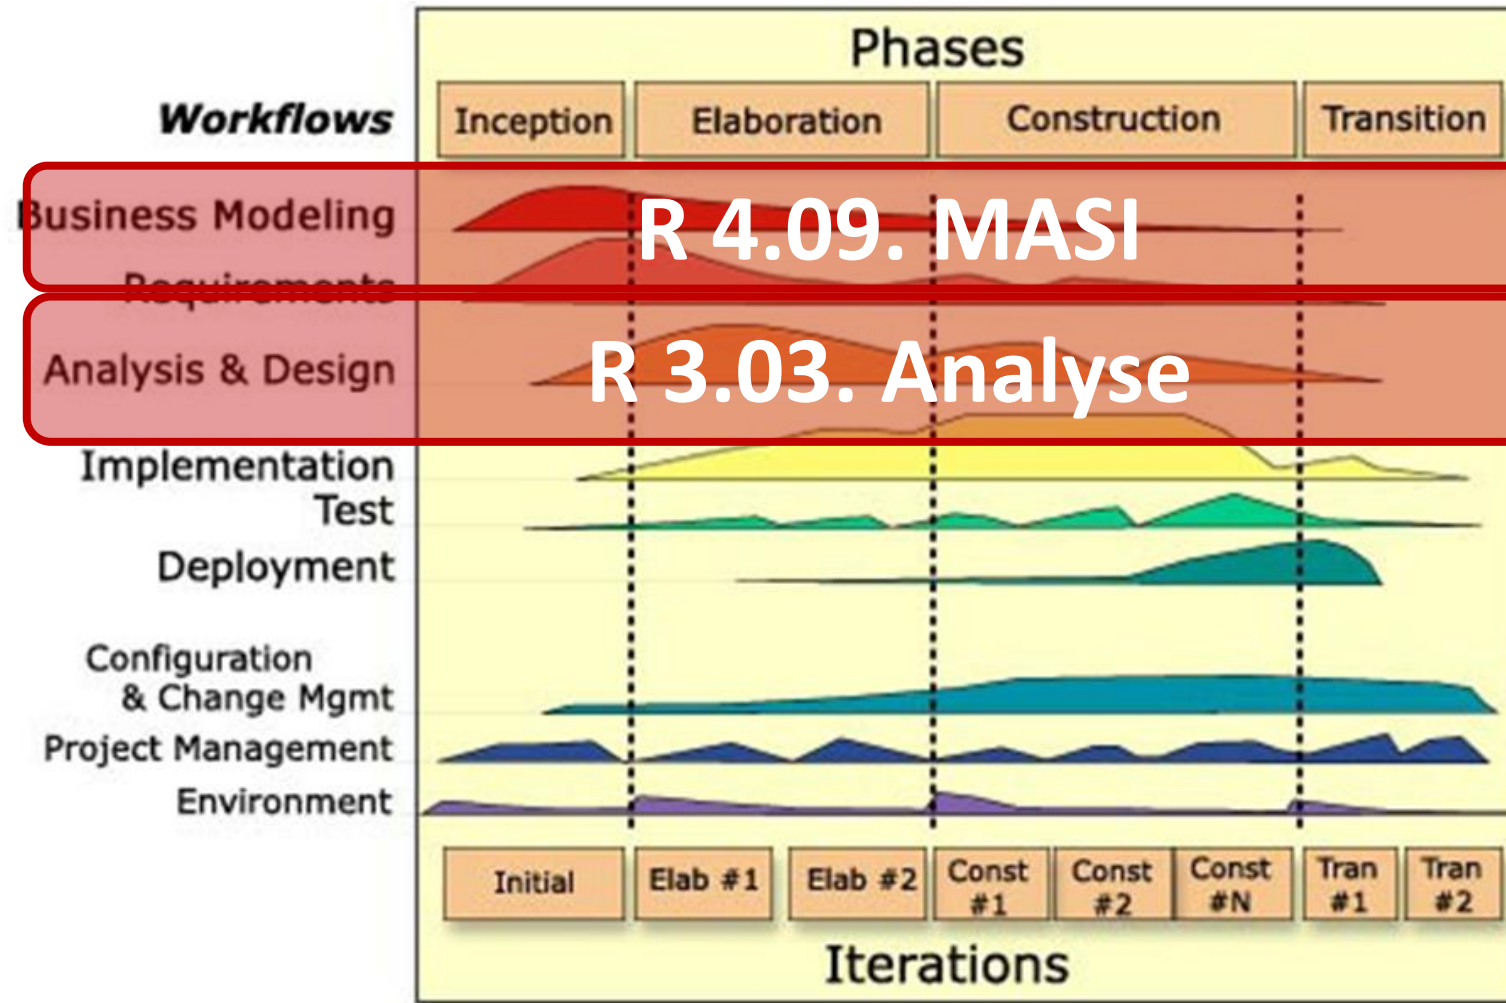 Phases
Workflows
Inception
Elaboration
Construction
Transition
Business Modeling
R 4.09. MASI
Requirements
Analysis & Design
R 3.03. Analyse
Implementation
Test
Deployment
Configuration
& Change Mgmt
Project Management
Environment
Initial
Elab #1
Elab #2
Const
#1
Const
#2
Const
#N
Tran
#1
Tran
#2
Iterations